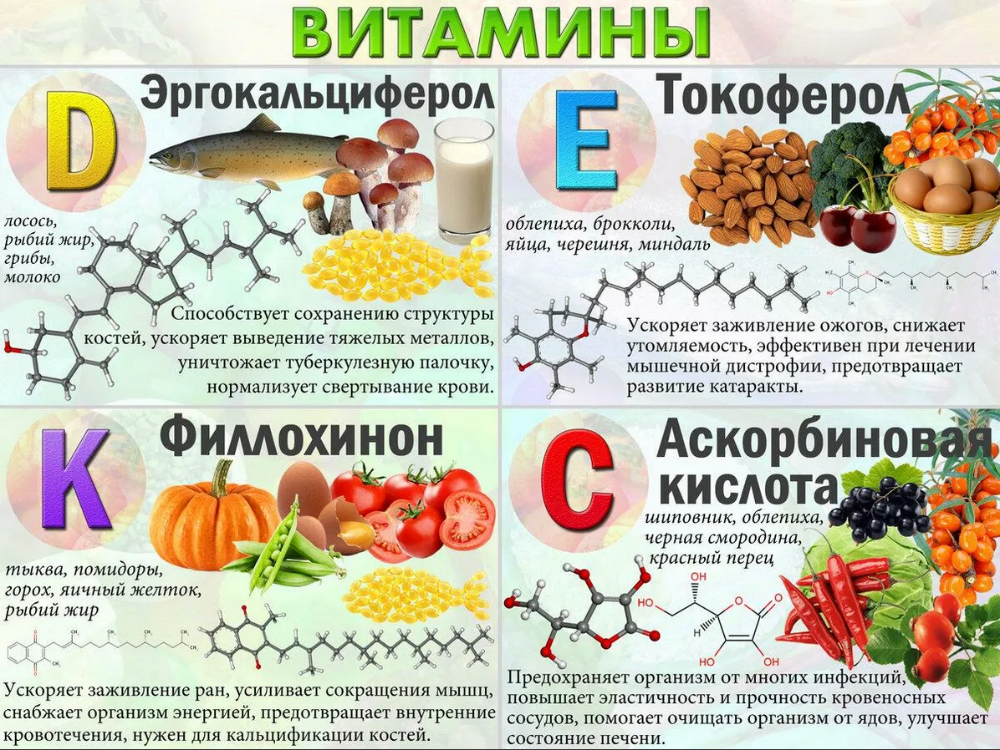 ВИТАМИНЫ
D
Эргокальциферол
лосось,
рыбий жир,
грибы,
молоко
Способствует сохранению структуры
костей, ускоряет выведение тяжелых металлов,
уничтожает туберкулезную палочку,
нормализует свертывание крови.
E
Токоферол
облепиха, брокколи,
яйца, черешня, миндаль
Ускоряет заживление ожогов, снижает
утомляемость, эффективен при лечении
мышечной дистрофии, предотвращает
развитие катаракты.
K
Филлохинон
тыква, помидоры,
горох, яичный желток,
рыбий жир
Ускоряет заживление ран, усиливает сокращения мышц,
снабжает организм энергией, предотвращает внутренние
кровотечения, нужен для кальцификации костей.
C
Аскорбиновая
кислота
шиповник, облепиха,
черная смородина,
красный перец
OH
HO
O
O
H
HO
OH
Предохраняет организм от многих инфекций,
повышает эластичность и прочность кровеносных
сосудов, помогает очищать организм от ядов, улучшает
состояние печени.